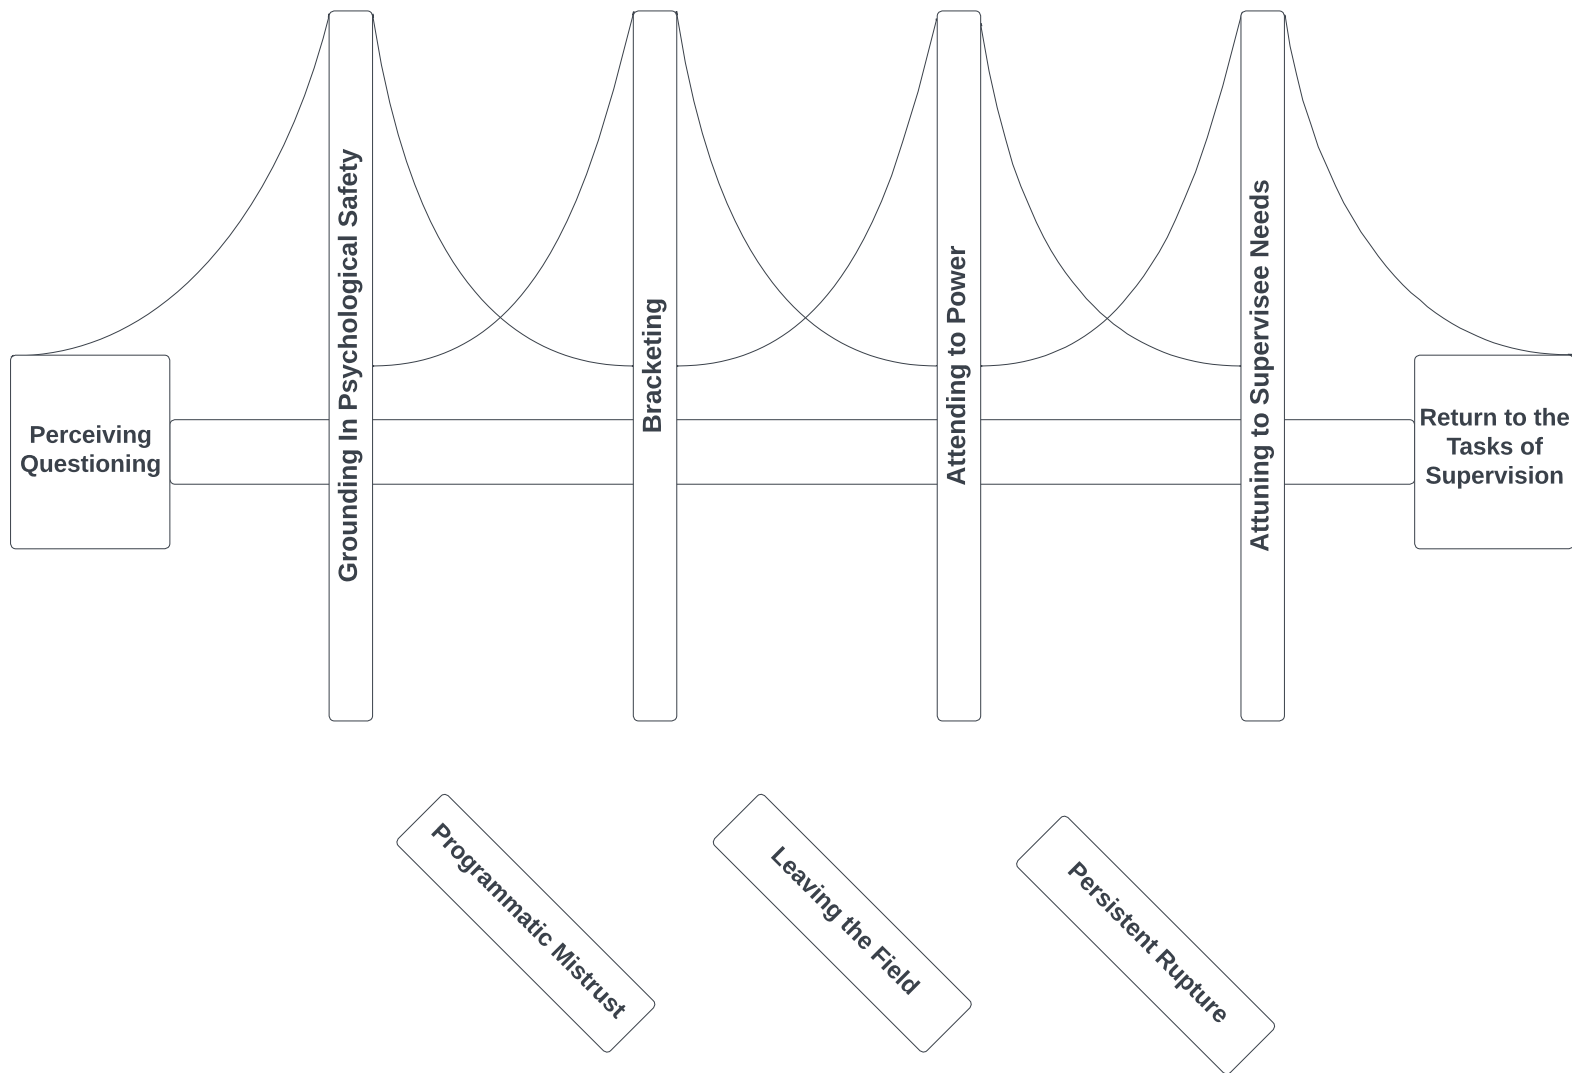 Perceiving
Questioning
Grounding In Psychological Safety
Bracketing
Attending to Power
Attuning to Supervisee Needs
Return to the
Tasks of
Supervision
Programmatic Mistrust
Leaving the Field
Persistent Rupture